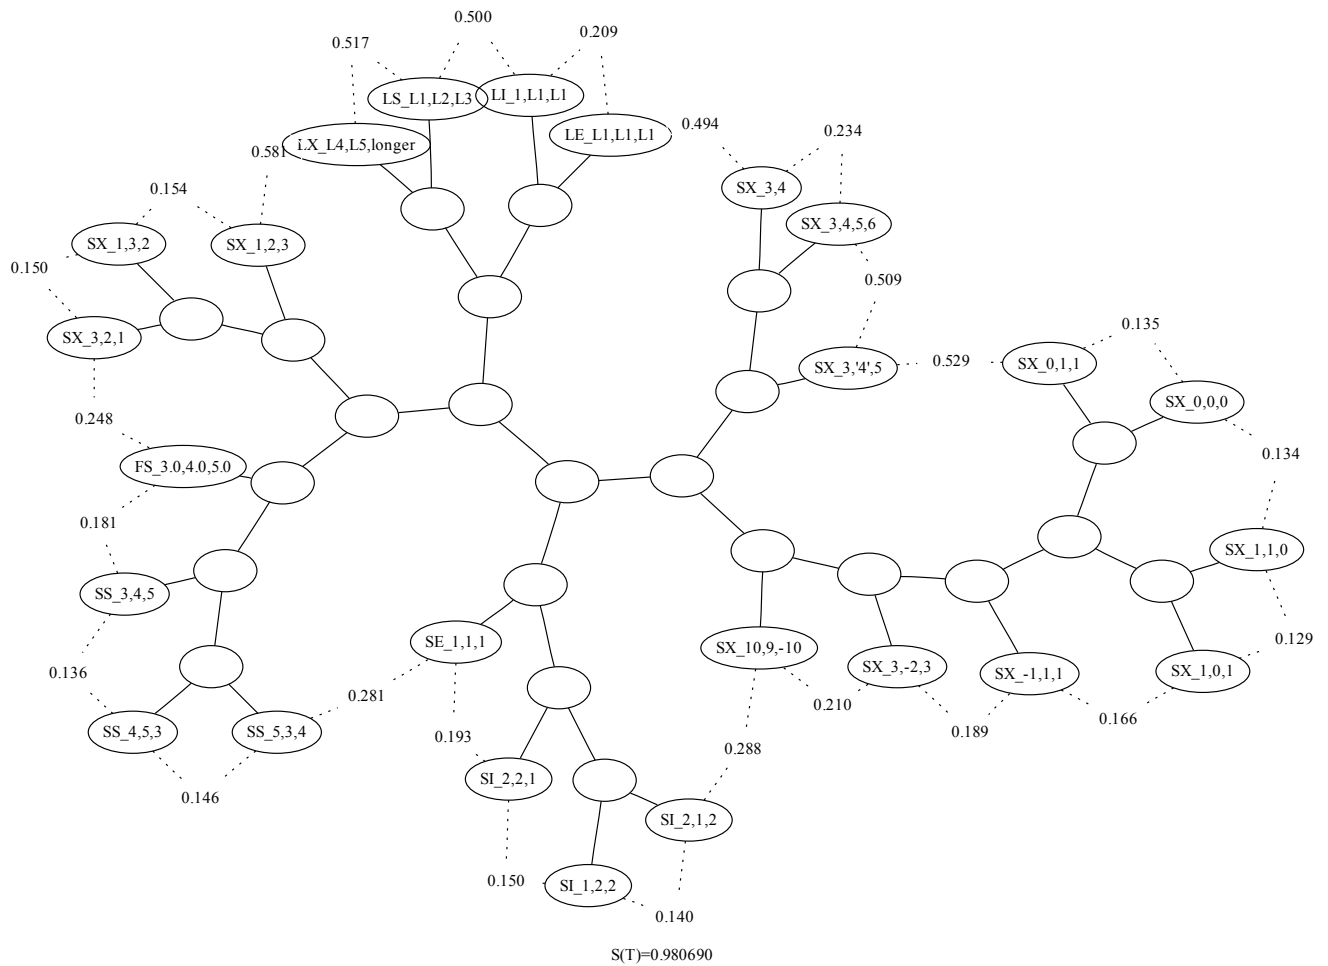 0.500
0.209
0.517
LS_L1,L2,L3
LI_1,L1,L1
LE_L1,L1,L1
0.494
0.234
LX_L4,L5,longer
0.581
0.154
SX_3,4
SX_3,4,5,6
SX_1,3,2
SX_1,2,3
0.150
0.509
SX_3,2,1
0.135
SX_3,'4',5
0.529
SX_0,1,1
SX_0,0,0
0.248
FS_3.0,4.0,5.0
0.134
0.181
SX_1,1,0
SS_3,4,5
SE_1,1,1
SX_10,9,-10
0.129
0.136
SX_3,-2,3
SX_-1,1,1
SX_1,0,1
0.281
0.210
0.166
SS_4,5,3
SS_5,3,4
0.193
0.189
0.288
SI_2,2,1
0.146
SI_2,1,2
0.150
SI_1,2,2
0.140
S(T)=0.980690